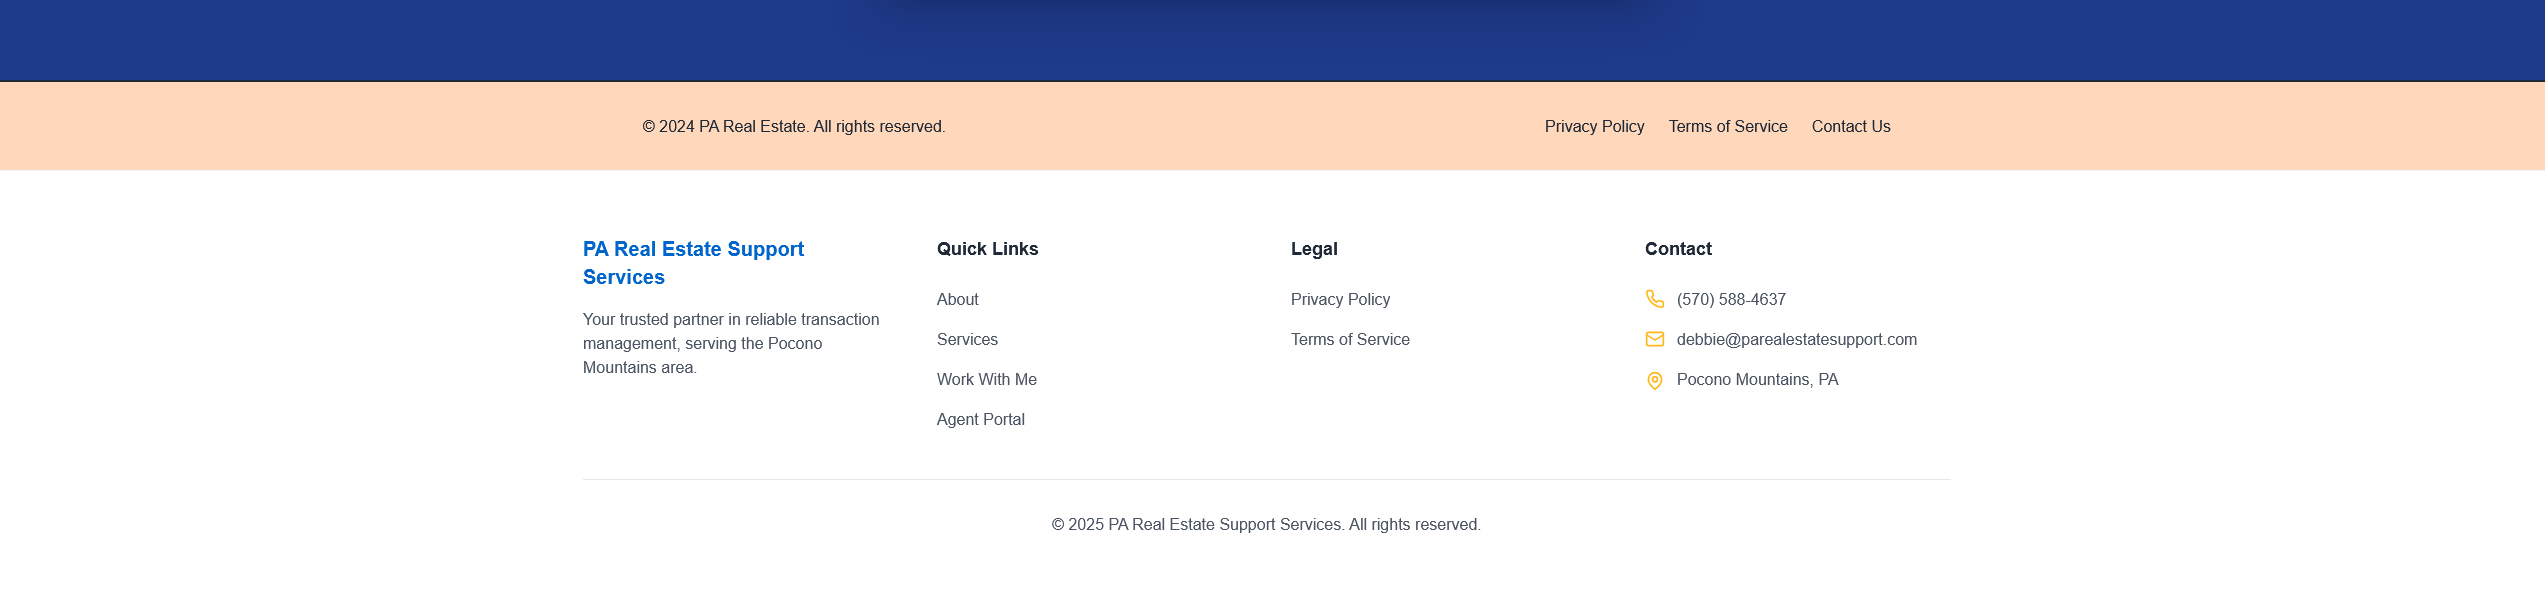 © 2024 PA Real Estate. All rights reserved.
Privacy Policy Terms of Service Contact Us
PA Real Estate Support
Services
Your trusted partner in reliable transaction
management, serving the Pocono
Mountains area.
Quick Links
About
Services
Work With Me
Agent Portal
Legal
Privacy Policy
Terms of Service
Contact
(570) 588-4637
debbie@parealestatesupport.com
Pocono Mountains, PA
© 2025 PA Real Estate Support Services. All rights reserved.